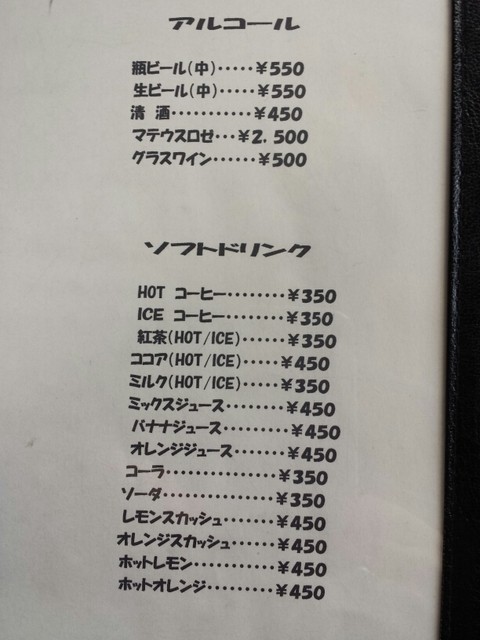 アルコール
瓶ビール(中)·····¥550
生ビール(中)·····¥550
清 酒···········¥450
マテウスロゼ···¥2,500
グラスワイン·····¥500
ソフトドリンク
HOT コーヒー········¥350
ICE コーヒー········¥350
紅茶(HOT/ICE)······¥350
ココア(HOT/ICE)·····¥450
ミルク(HOT/ICE)·····¥350
ミックスジュース········¥450
バナナジュース·········¥450
オレンジジュース·······¥450
コーラ················¥350
ソーダ················¥350
レモンスカッシュ·······¥450
オレンジスカッシュ·····¥450
ホットレモン··········¥450
ホットオレンジ········¥450